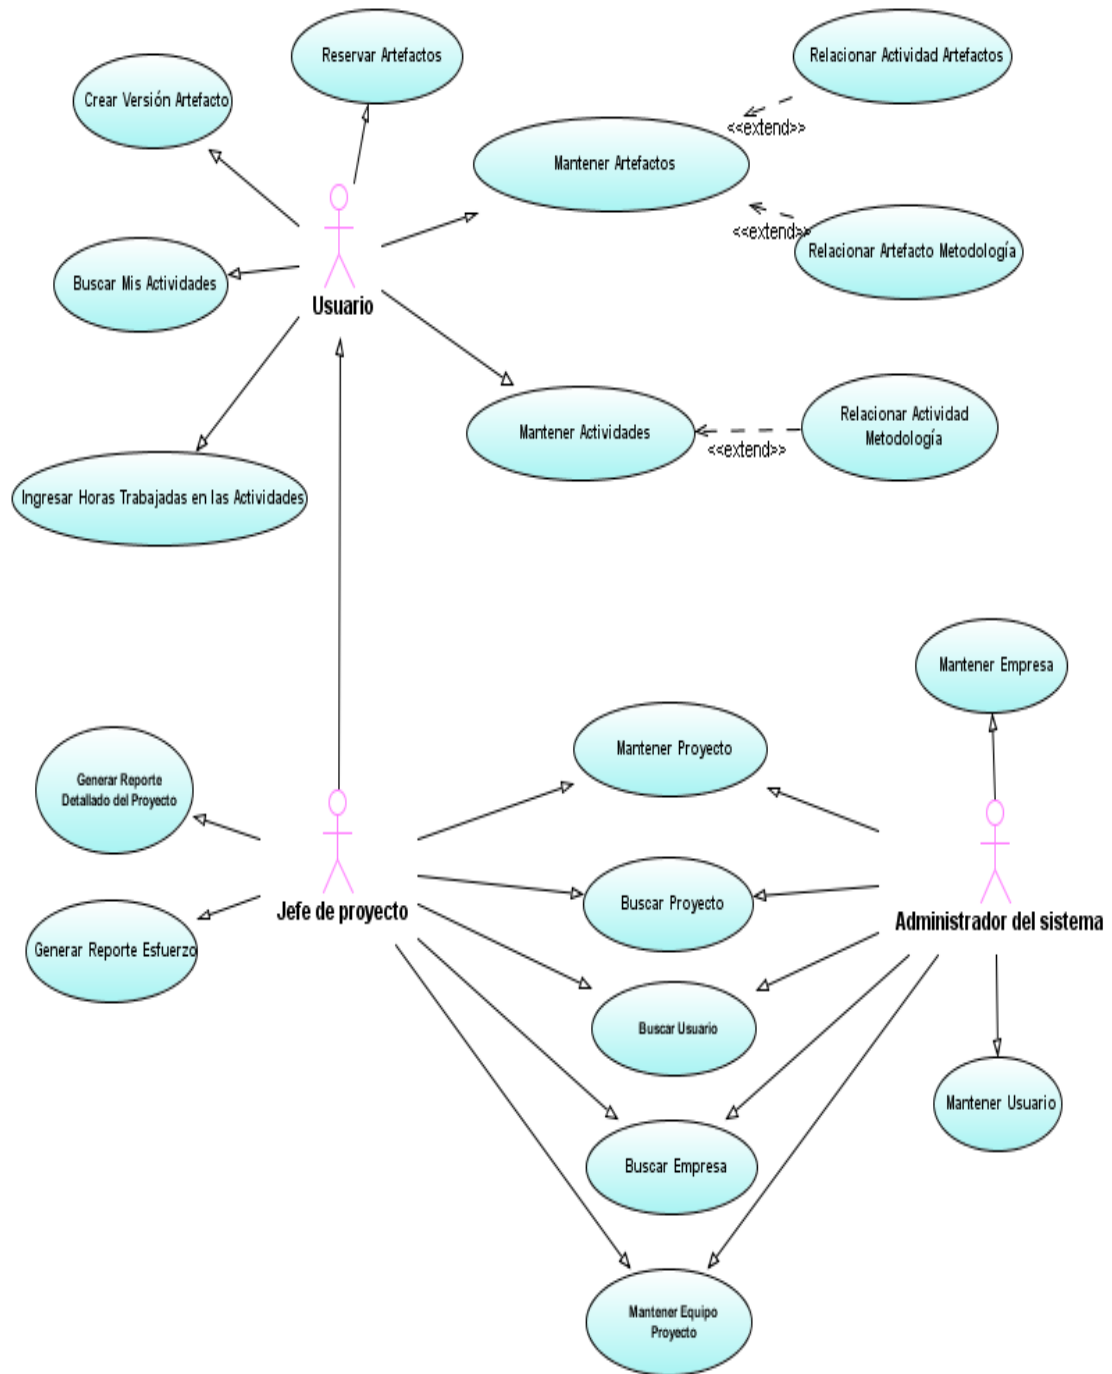 Reservar Artefactos
Relacionar Actividad Artefactos
Crear Versión Artefacto
<<extend>>
Mantener Artefactos
<<extend>>
Relacionar Artefacto Metodología
Buscar Mis Actividades
Usuario
Relacionar Actividad
Metodología
Mantener Actividades
<<extend>>
Ingresar Horas Trabajadas en las Actividades
Mantener Empresa
Mantener Proyecto
Generar Reporte
Detallado del Proyecto
Buscar Proyecto
Jefe de proyecto
Administrador del sistema
Generar Reporte Esfuerzo
Buscar Usuario
Mantener Usuario
Buscar Empresa
Mantener Equipo
Proyecto